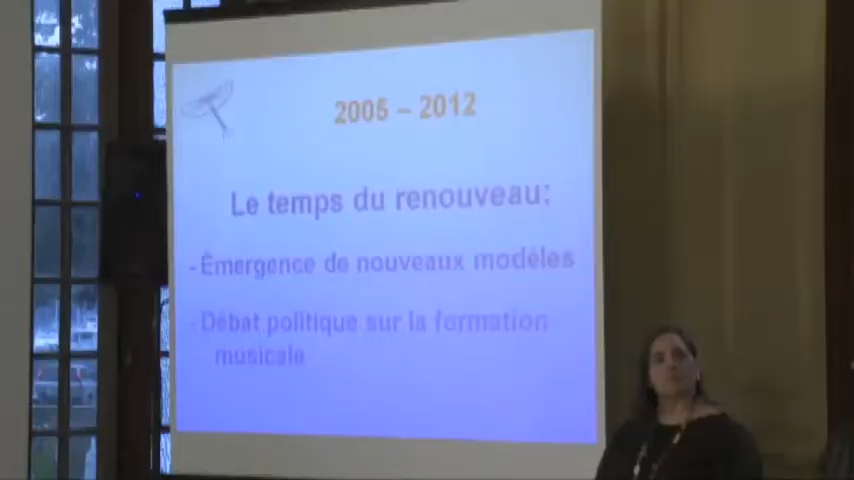 2005 – 2012
Le temps du renouveau:
- Émergence de nouveaux modèles
- Débat politique sur la formation
musicale